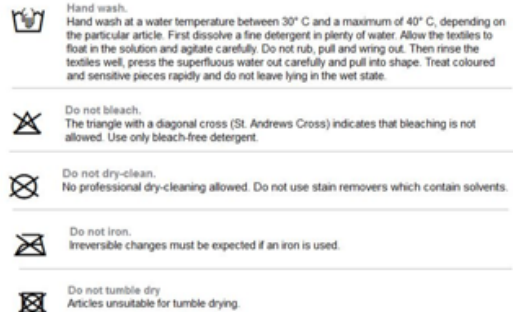 Hand wash.
Hand wash at a water temperature between 30° C and a maximum of 40° C, depending on
the particular article. First dissolve a fine detergent in plenty of water. Allow the textiles to
float in the solution and agitate carefully. Do not rub, pull and wring out. Then rinse the
textiles well, press the superfluous water out carefully and pull into shape. Treat coloured
and sensitive pieces rapidly and do not leave lying in the wet state.
Do not bleach.
The triangle with a diagonal cross (St. Andrews Cross) indicates that bleaching is not
allowed. Use only bleach-free detergent.
Do not dry-clean.
No professional dry-cleaning allowed. Do not use stain removers which contain solvents.
Do not iron.
Irreversible changes must be expected if an iron is used.
Do not tumble dry
Articles unsuitable for tumble drying.